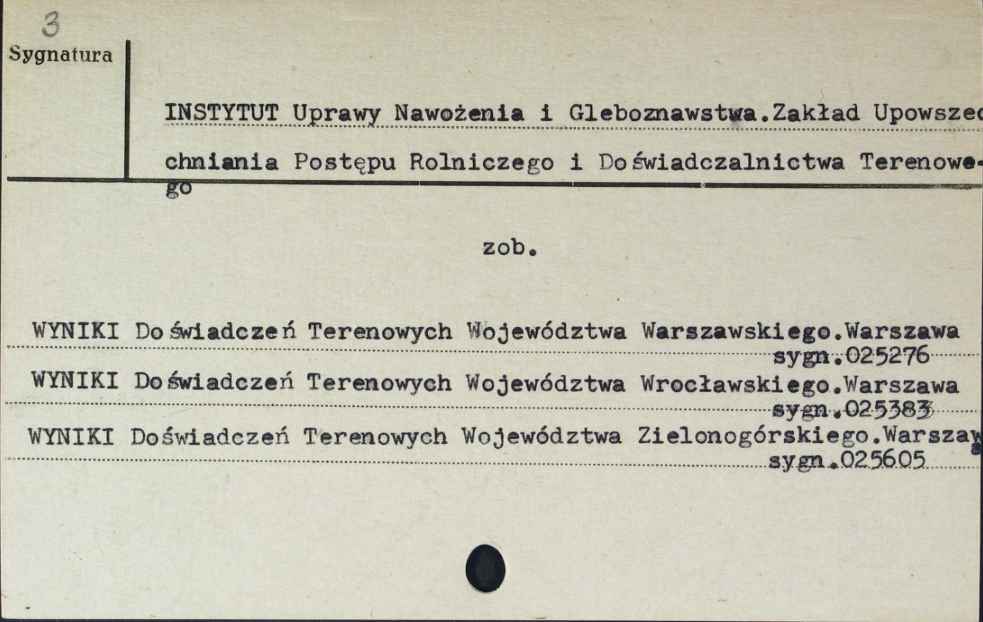 3
Sygnatura
INSTYTUT Uprawy Nawożenia i Gleboznawstwa.Zakład Upowszec
chniania Postępu Rolniczego i Doświadczalnictwa Terenowe-
go
zob.
WYNIKI Doświadczeń Terenowych Województwa Warszawskiego.Warszawa
sygn.025276
WYNIKI Doświadczeń Terenowych Województwa Wrocławskiego.Warszawa
sygn.025383
WYNIKI Doświadczeń Terenowych Województwa Zielonogórskiego.Warszawa
sygn.025605